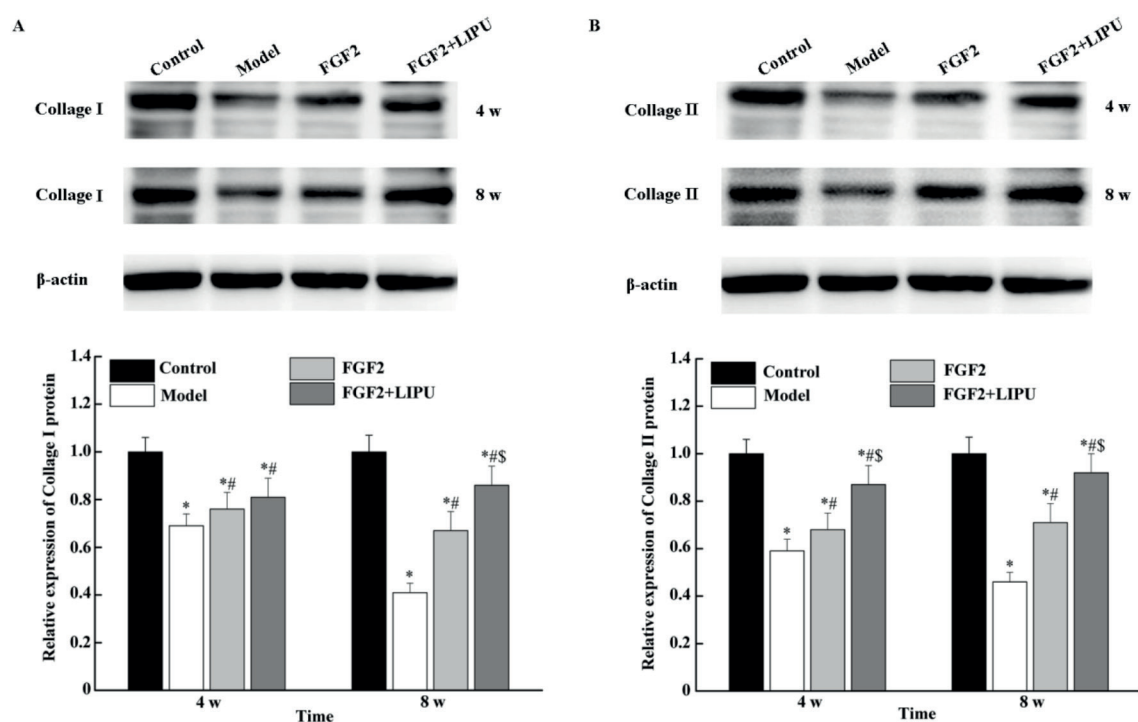 A
Control Model FGF2 FGF2+LIPU
Collage I 4 w
Collage I 8 w
β-actin
Relative expression of Collage I protein
1.4
1.2
1.0
0.8
0.6
0.4
0.2
0
Control
Model
FGF2
FGF2+LIPU
* *# *#
* *# *#$
4 w 8 w
Time
B
Control Model FGF2 FGF2+LIPU
Collage II 4 w
Collage II 8 w
β-actin
Relative expression of Collage II protein
1.4
1.2
1.0
0.8
0.6
0.4
0.2
0
Control
Model
FGF2
FGF2+LIPU
* *# *#$
* *# *#$
4 w 8 w
Time